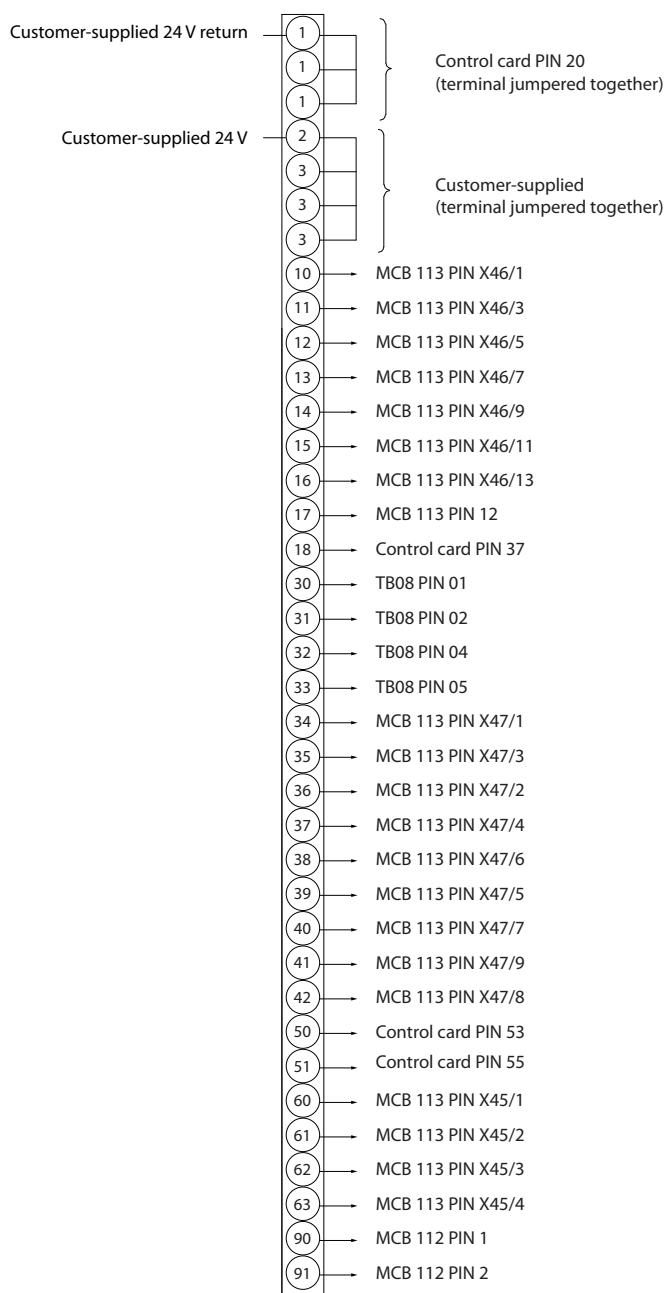 Customer-supplied 24 V return 1
1 Control card PIN 20
(terminal jumpered together)
1
Customer-supplied 24 V 2
3
3 Customer-supplied
(terminal jumpered together)
3
10 MCB 113 PIN X46/1
11 MCB 113 PIN X46/3
12 MCB 113 PIN X46/5
13 MCB 113 PIN X46/7
14 MCB 113 PIN X46/9
15 MCB 113 PIN X46/11
16 MCB 113 PIN X46/13
17 MCB 113 PIN 12
18 Control card PIN 37
30 TB08 PIN 01
31 TB08 PIN 02
32 TB08 PIN 04
33 TB08 PIN 05
34 MCB 113 PIN X47/1
35 MCB 113 PIN X47/3
36 MCB 113 PIN X47/2
37 MCB 113 PIN X47/4
38 MCB 113 PIN X47/6
39 MCB 113 PIN X47/5
40 MCB 113 PIN X47/7
41 MCB 113 PIN X47/9
42 MCB 113 PIN X47/8
50 Control card PIN 53
51 Control card PIN 55
60 MCB 113 PIN X45/1
61 MCB 113 PIN X45/2
62 MCB 113 PIN X45/3
63 MCB 113 PIN X45/4
90 MCB 112 PIN 1
91 MCB 112 PIN 2